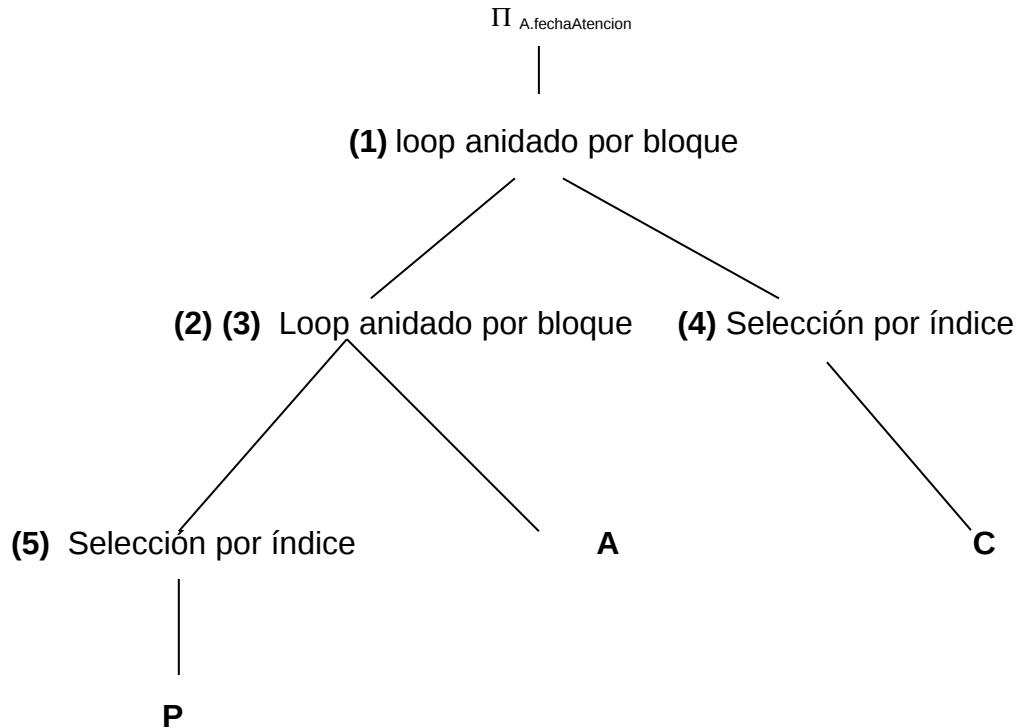 Π A.fechaAtencion
(1) loop anidado por bloque
(2) (3) Loop anidado por bloque
(4) Selección por índice
(5) Selección por índice
A
C
P